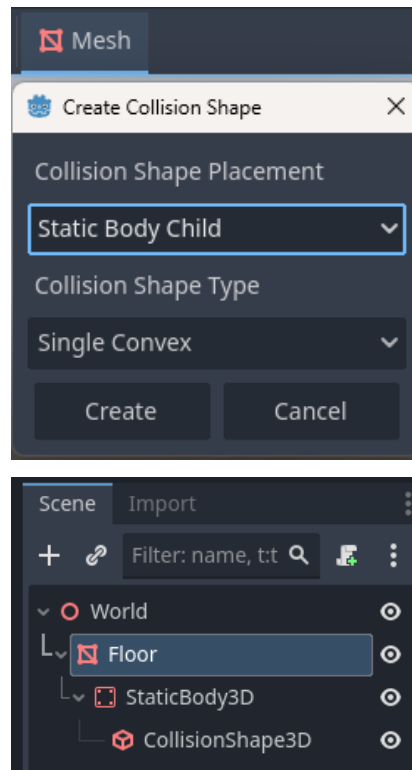 Mesh
Create Collision Shape
Collision Shape Placement
Static Body Child
Collision Shape Type
Single Convex
Create Cancel
Scene Import
Filter: name, t:t
World
Floor
StaticBody3D
CollisionShape3D